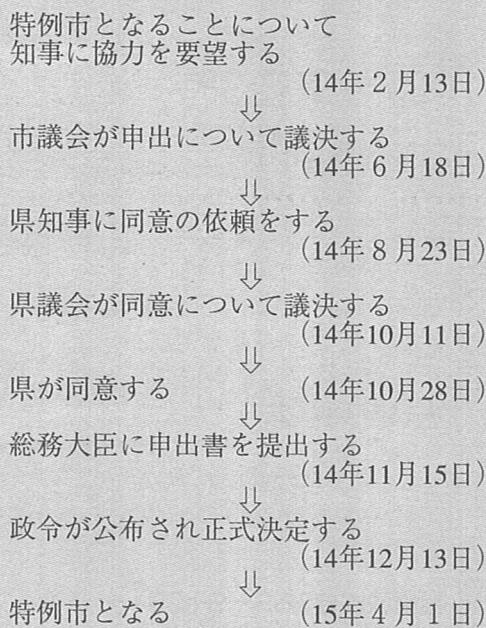 特例市となることについて
知事に協力を要望する
（14年２月13日）
⇩
市議会が申出について議決する
（14年６月18日）
⇩
県知事に同意の依頼をする
（14年８月23日）
⇩
県議会が同意について議決する
（14年10月11日）
⇩
県が同意する　（14年10月28日）
⇩
総務大臣に申出書を提出する
（14年11月15日）
⇩
政令が公布され正式決定する
（14年12月13日）
⇩
特例市となる　（15年４月１日）